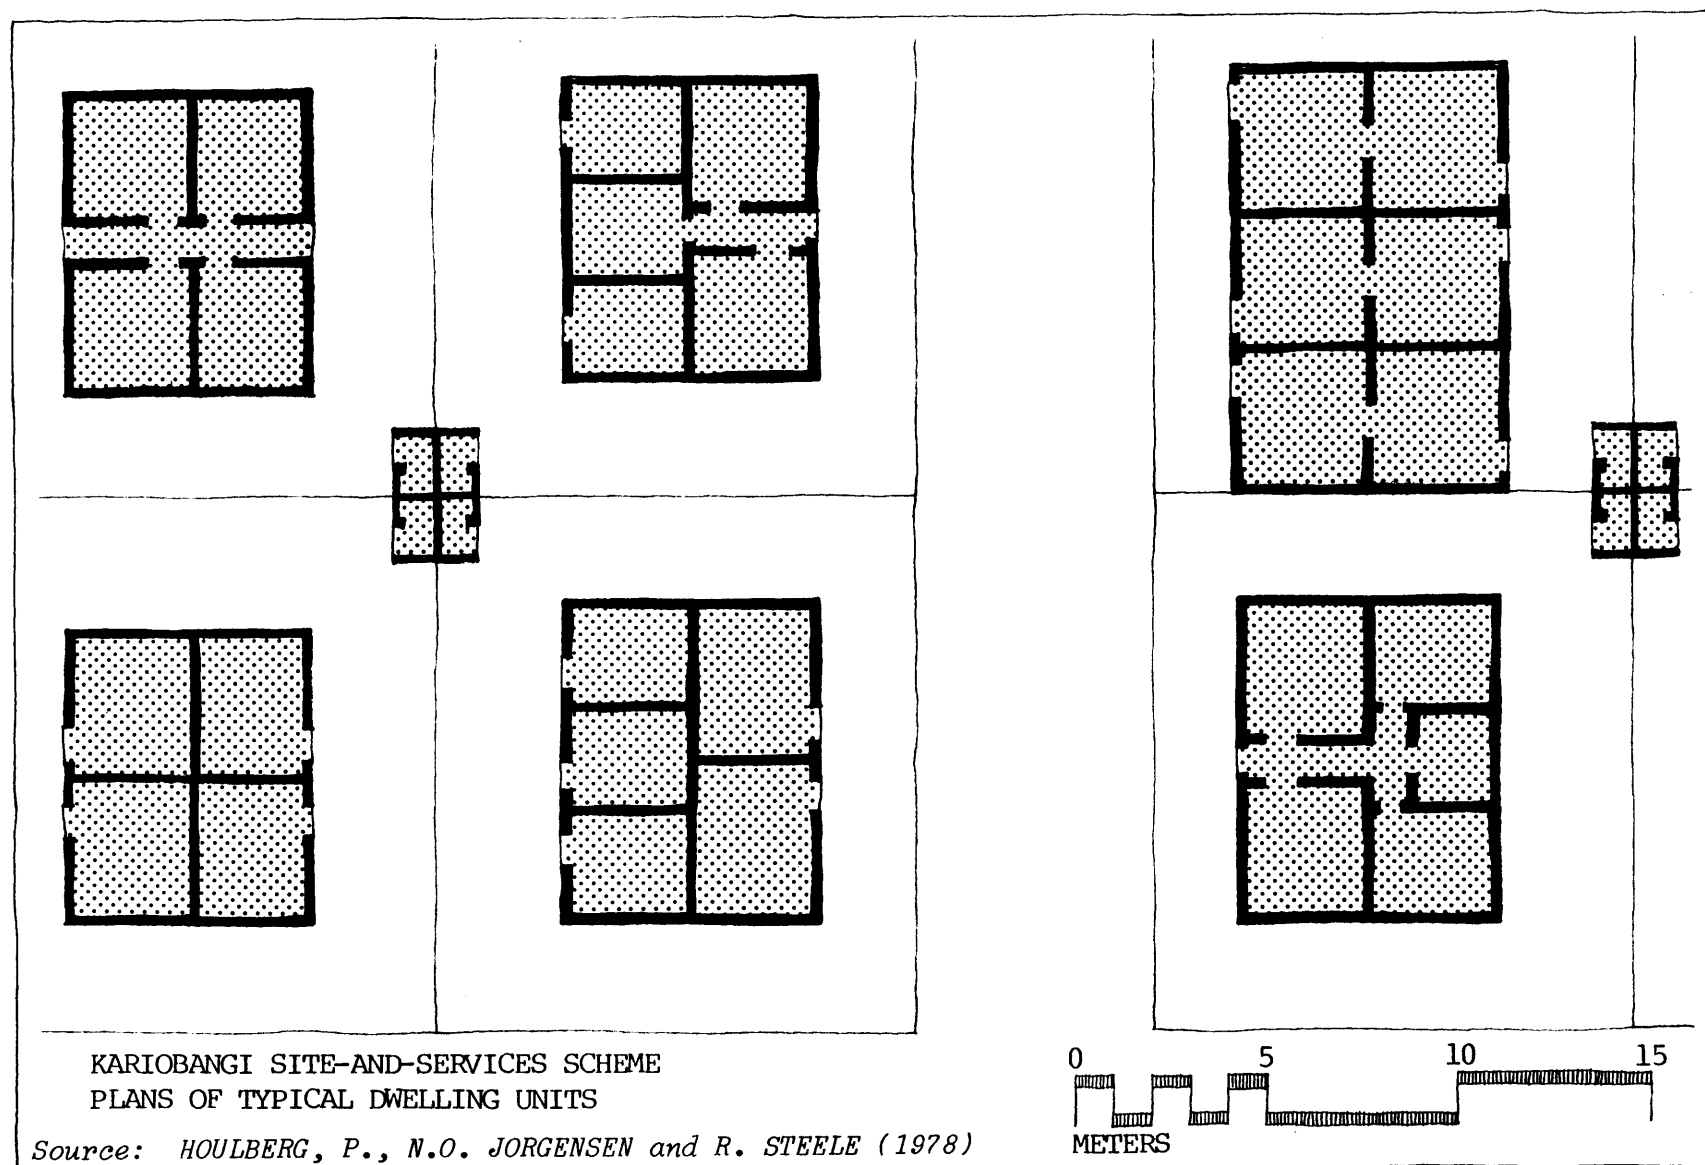 KARIOBANGI SITE-AND-SERVICES SCHEME
PLANS OF TYPICAL DWELLING UNITS
Source: HOULBERG, P., N.O. JORGENSEN and R. STEELE (1978)
0 5 10 15
METERS